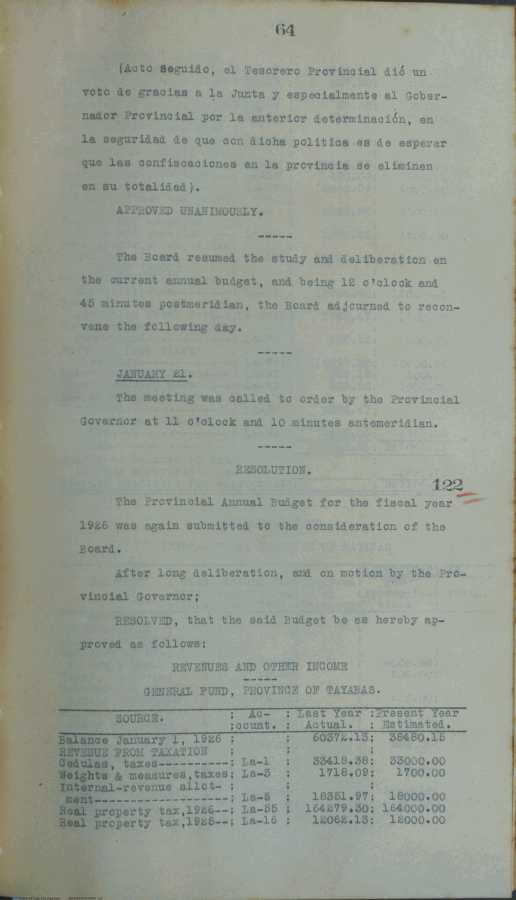 64
(Acto Seguido, el Tesorero Provincial dió un
voto de gracias a la Junta y especialmente al Gober-
nador Provincial por la anterior determinación, en
la seguridad de que con dicha politica es de esperar
que las confiscaciones en la provincia se eliminen
en su totalidad).
APPROVED UNANIMOUSLY.
-----
The Board resumed the study and deliberation on
the current annual budget, and being 12 o'clock and
45 minutes postmeridian, the Board adjourned to recon-
vene the following day.
-----
JANUARY 21.
The meeting was called to order by the Provincial
Governor at 11 o'clock and 10 minutes antemeridian.
-----
RESOLUTION.
122
The Provincial Annual Budget for the fiscal year
1926 was again submitted to the consideration of the
Board.
After long deliberation, and on motion by the Pro-
vincial Governor;
RESOLVED, that the said Budget be as hereby ap-
proved as follows:
REVENUES AND OTHER INCOME
-----
GENERAL FUND, PROVINCE OF TAYABAS.
SOURCE. : Ac- : Last Year :Present Year
:count. : Actual. : Estimated.
Balance January 1, 1926 : : 60372.13: 38480.15
REVENUE FROM TAXATION : : :
Cedulas, taxes----------: La-1 : 33418.38: 33000.00
Weights & measures,taxes: La-3 : 1718.09: 1700.00
Internal-revenue allot- : : :
ment-------------------: La-5 : 18351.97: 18000.00
Real property tax,1926--: La-35 : 164279.30: 164000.00
Real property tax,1925--: La-16 : 12062.13: 12000.00